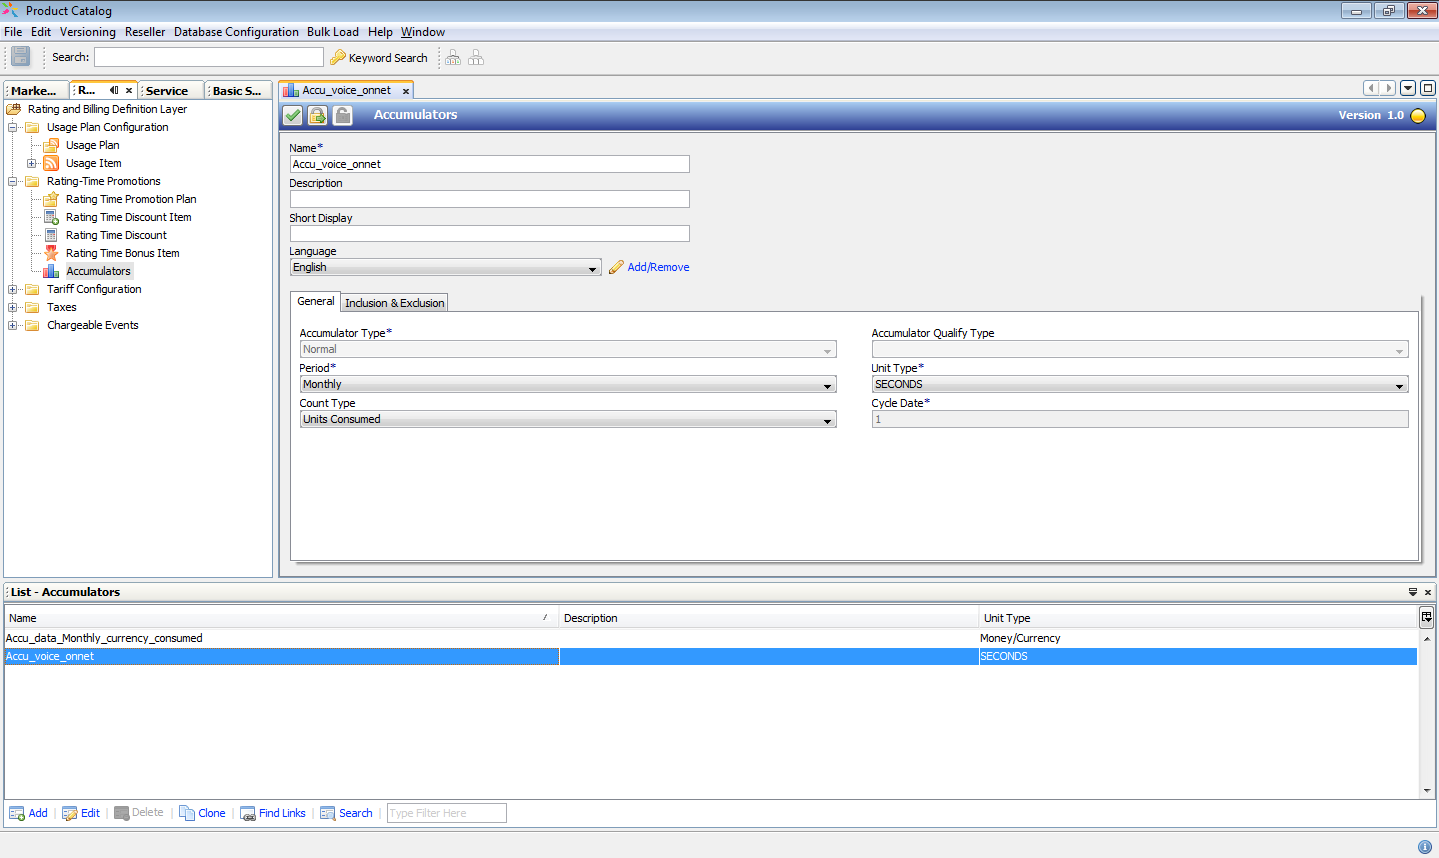 Product Catalog
File Edit Versioning Reseller Database Configuration Bulk Load Help Window
Search: Keyword Search
Marke... R... Service Basic S...
Rating and Billing Definition Layer
Usage Plan Configuration
Usage Plan
Usage Item
Rating-Time Promotions
Rating Time Promotion Plan
Rating Time Discount Item
Rating Time Discount
Rating Time Bonus Item
Accumulators
Tariff Configuration
Taxes
Chargeable Events
Accu_voice_onnet
Accumulators Version 1.0
Name*
Accu_voice_onnet
Description
Short Display
Language
English Add/Remove
General Inclusion & Exclusion
Accumulator Type* Accumulator Qualify Type
Normal
Period* Unit Type*
Monthly SECONDS
Count Type Cycle Date*
Units Consumed 1
List - Accumulators
Name / Description Unit Type
Accu_data_Monthly_currency_consumed Money/Currency
Accu_voice_onnet SECONDS
Add Edit Delete Clone Find Links Search Type Filter Here